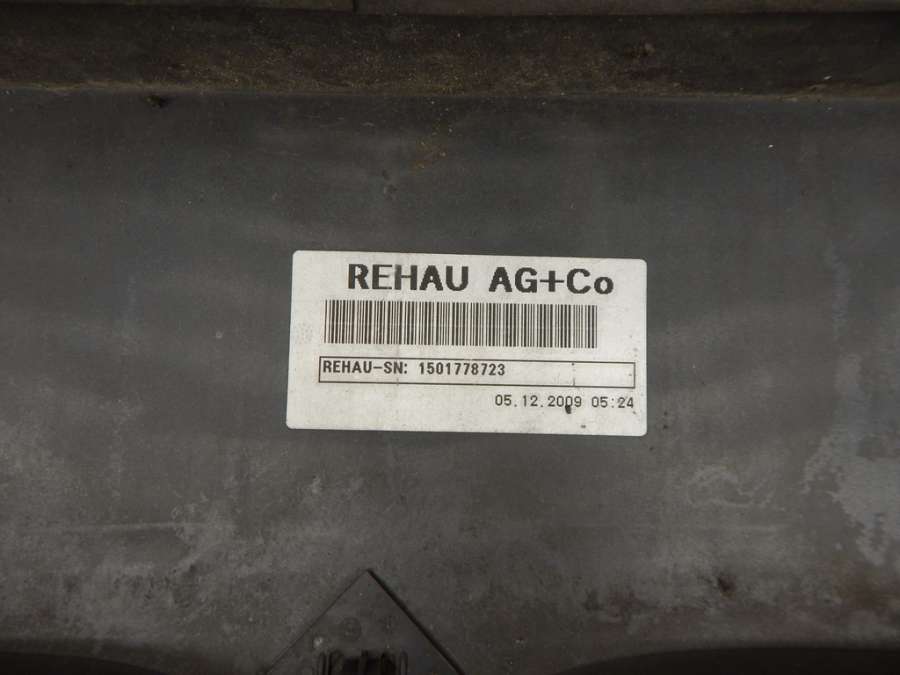 REHAU AG+Co
REHAU-SN: 1501778723
05.12.2009 05:24